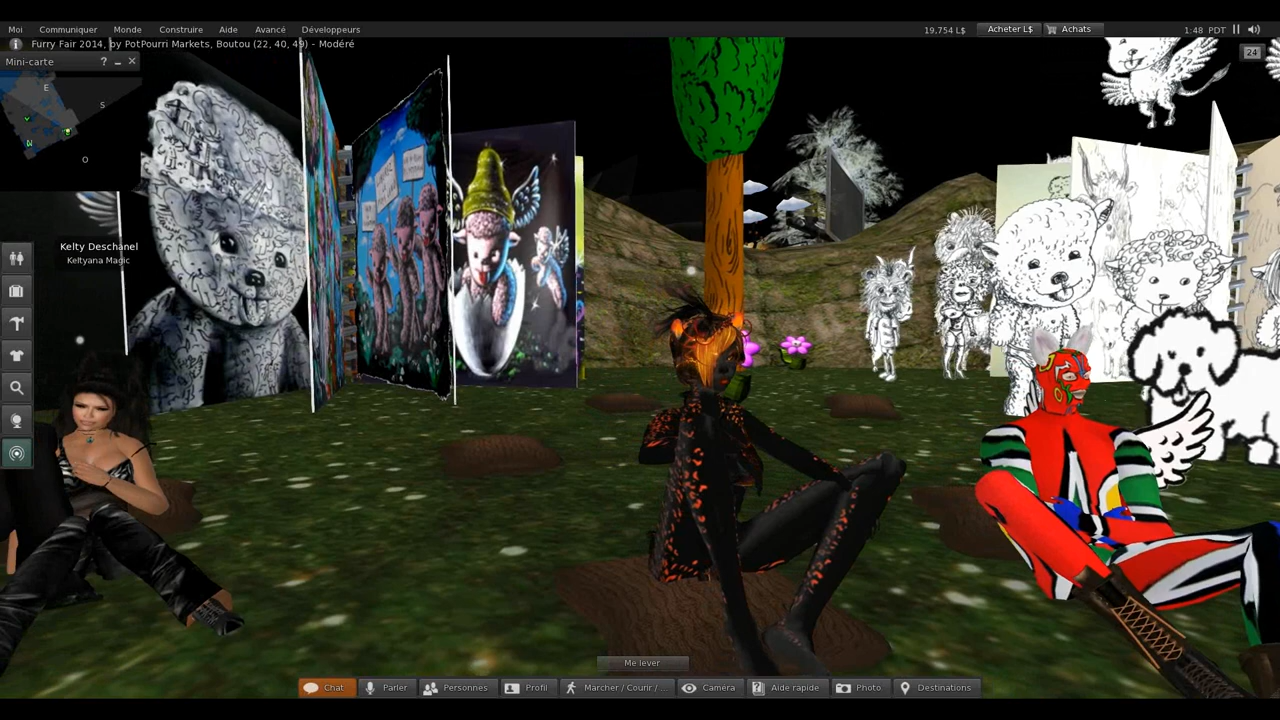 Moi Communiquer Monde Construire Aide Avancé Développeurs
19,754 L$ Acheter L$ Achats 1:48 PDT
Furry Fair 2014, by PotPourri Markets, Boutou (22, 40, 49) - Modéré
24
Mini-carte ? _ ×
E
S
N
O
Kelty Deschanel
Keltyana Magic
Me lever
Chat Parler Personnes Profil Marcher / Courir / ... Caméra Aide rapide Photo Destinations